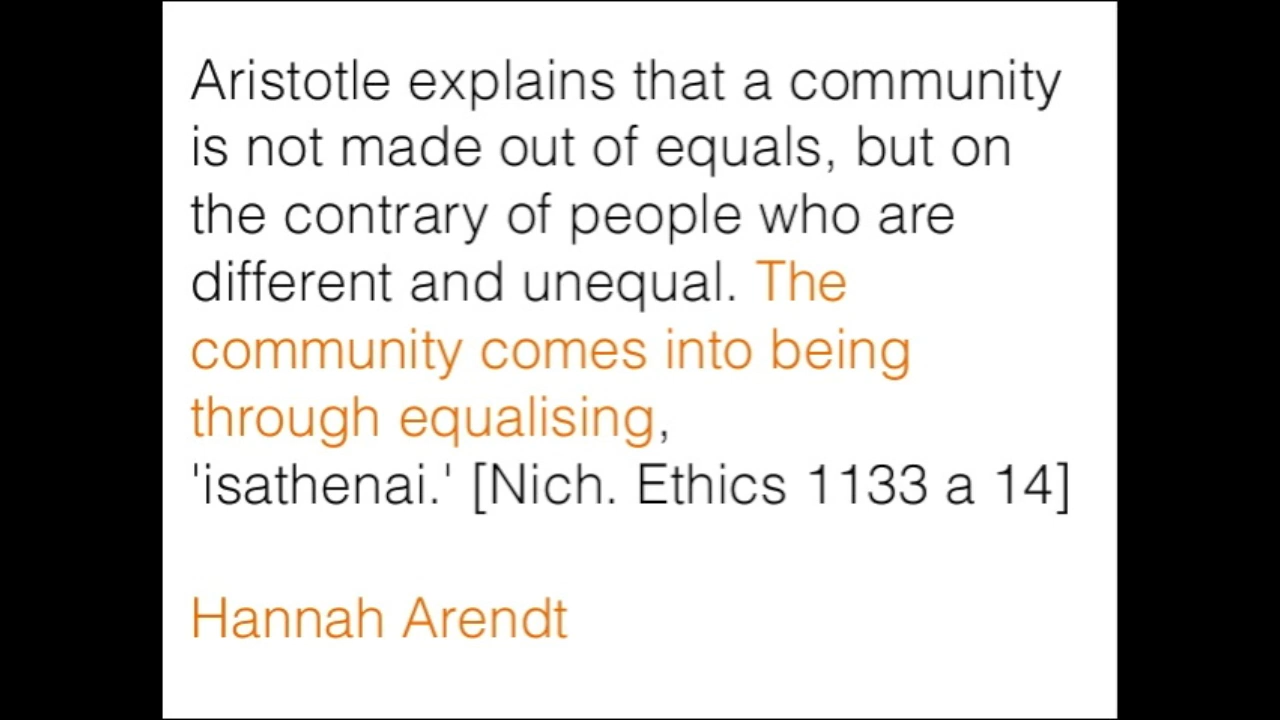 Aristotle explains that a community
is not made out of equals, but on
the contrary of people who are
different and unequal. The
community comes into being
through equalising,
'isathenai.' [Nich. Ethics 1133 a 14]
Hannah Arendt